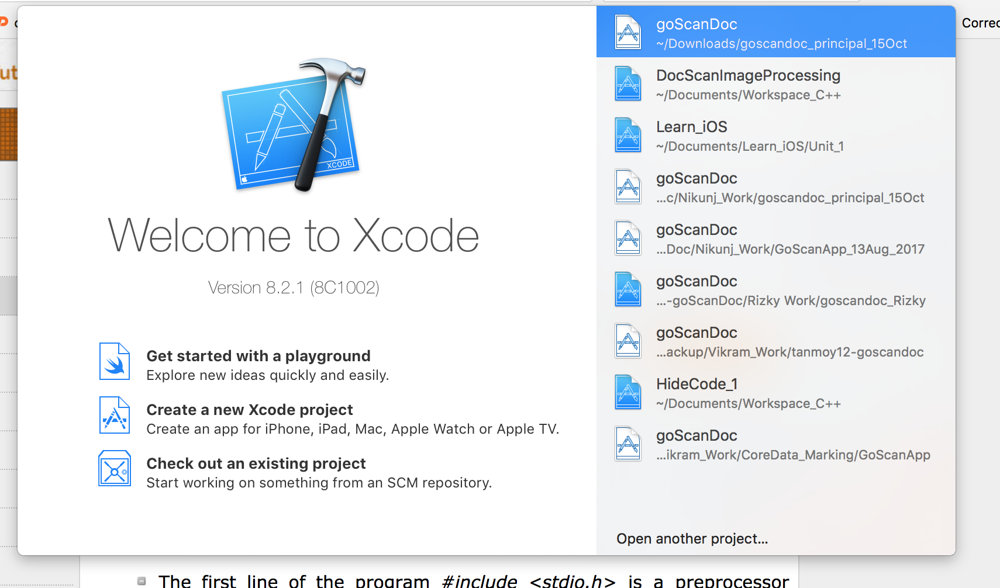 Welcome to Xcode
Version 8.2.1 (8C1002)
XCODE
Get started with a playground
Explore new ideas quickly and easily.
Create a new Xcode project
Create an app for iPhone, iPad, Mac, Apple Watch or Apple TV.
Check out an existing project
Start working on something from an SCM repository.
goScanDoc
~/Downloads/goscandoc_principal_15Oct
DocScanImageProcessing
~/Documents/Workspace_C++
Learn_iOS
~/Documents/Learn_iOS/Unit_1
goScanDoc
...c/Nikunj_Work/goscandoc_principal_15Oct
goScanDoc
...Doc/Nikunj_Work/GoScanApp_13Aug_2017
goScanDoc
...-goScanDoc/Rizky Work/goscandoc_Rizky
goScanDoc
...ackup/Vikram_Work/tanmoy12-goscandoc
HideCode_1
~/Documents/Workspace_C++
goScanDoc
...ikram_Work/CoreData_Marking/GoScanApp
Open another project...
Correc
ut
The first line of the program #include <stdio.h> is a preprocessor